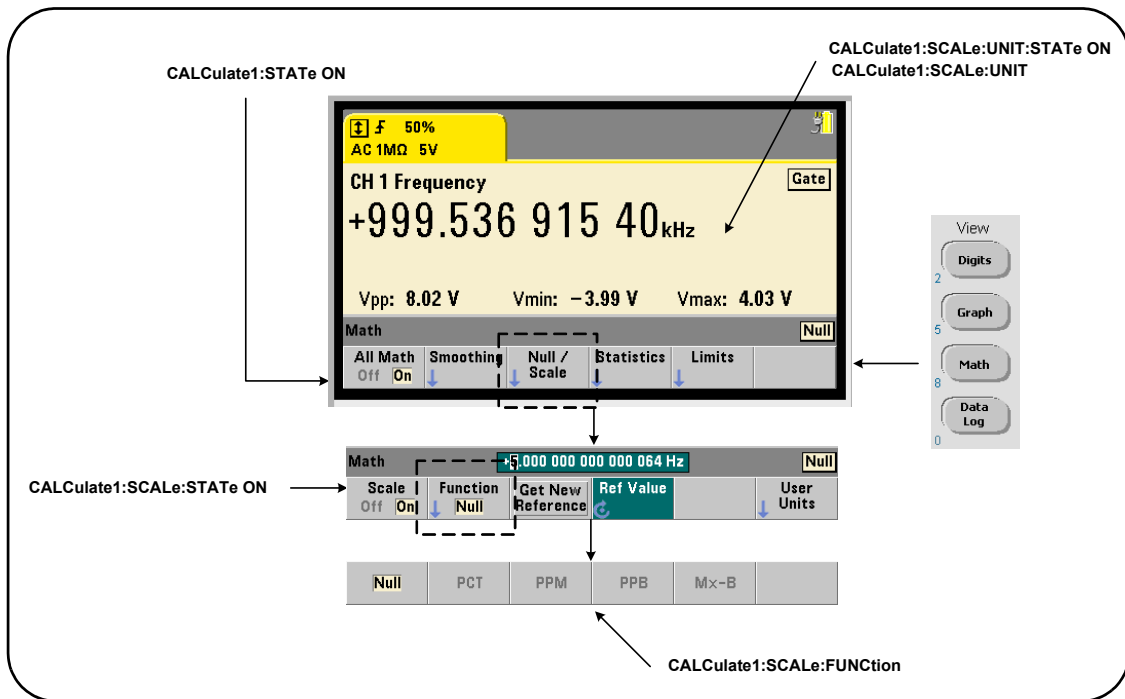 CALCulate1:SCALe:UNIT:STATe ON
CALCulate1:SCALe:UNIT
CALCulate1:STATe ON
50%
AC 1MΩ 5V
CH 1 Frequency
Gate
+999.536 915 40kHz
Vpp: 8.02 V Vmin: −3.99 V Vmax: 4.03 V
Math Null
All Math Smoothing Null / Statistics Limits
Off On Scale
View
Digits
2
Graph
5
Math
8
Data
Log
0
CALCulate1:SCALe:STATe ON
Math +5.000 000 000 000 064 Hz Null
Scale Function Get New Ref Value User
Off On Null Reference Units
Null PCT PPM PPB Mx-B
CALCulate1:SCALe:FUNCtion